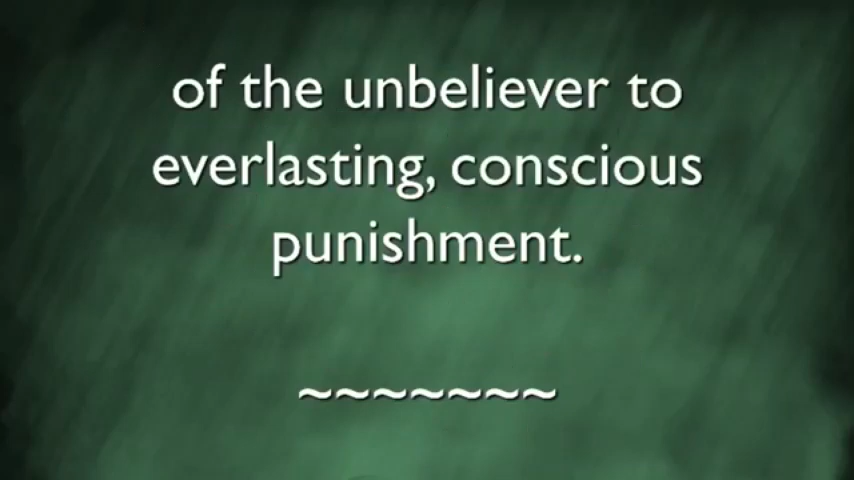 of the unbeliever to
everlasting, conscious
punishment.
~~~~~~~